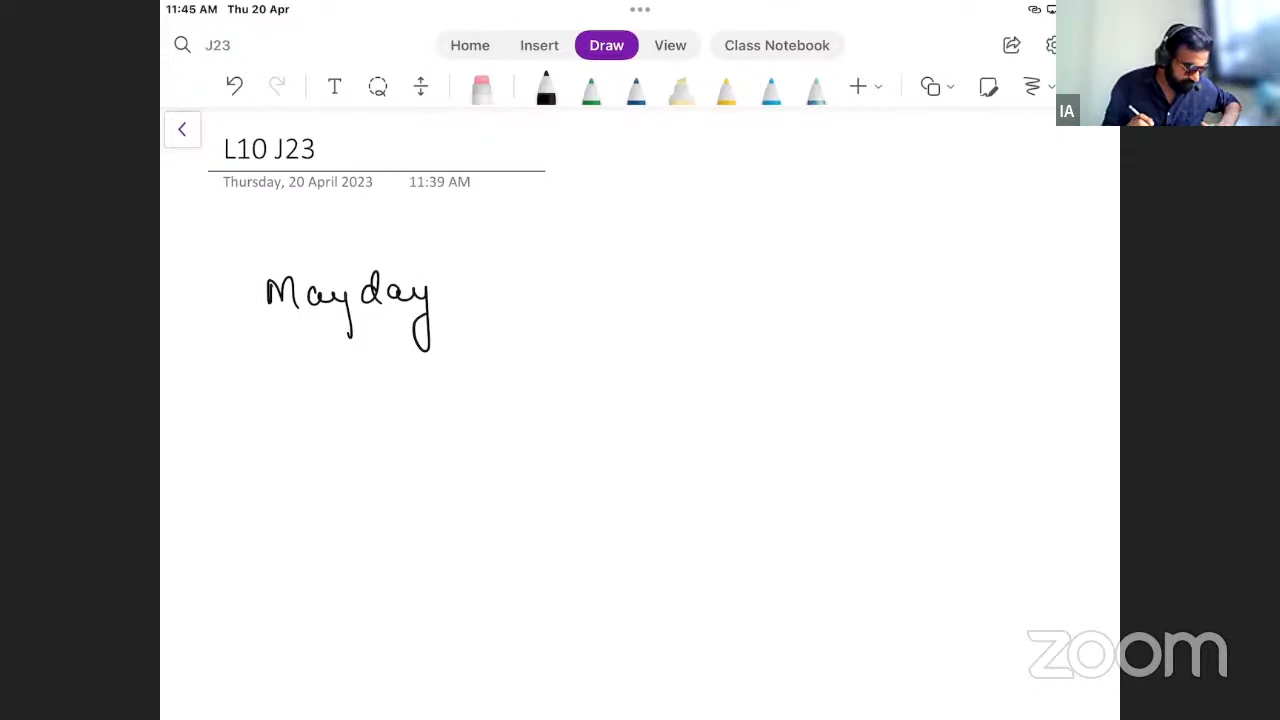 11:45 AM Thu 20 Apr
J23
Home Insert Draw View Class Notebook
T
IA
L10 J23
Thursday, 20 April 2023 11:39 AM
Mayday
zoom